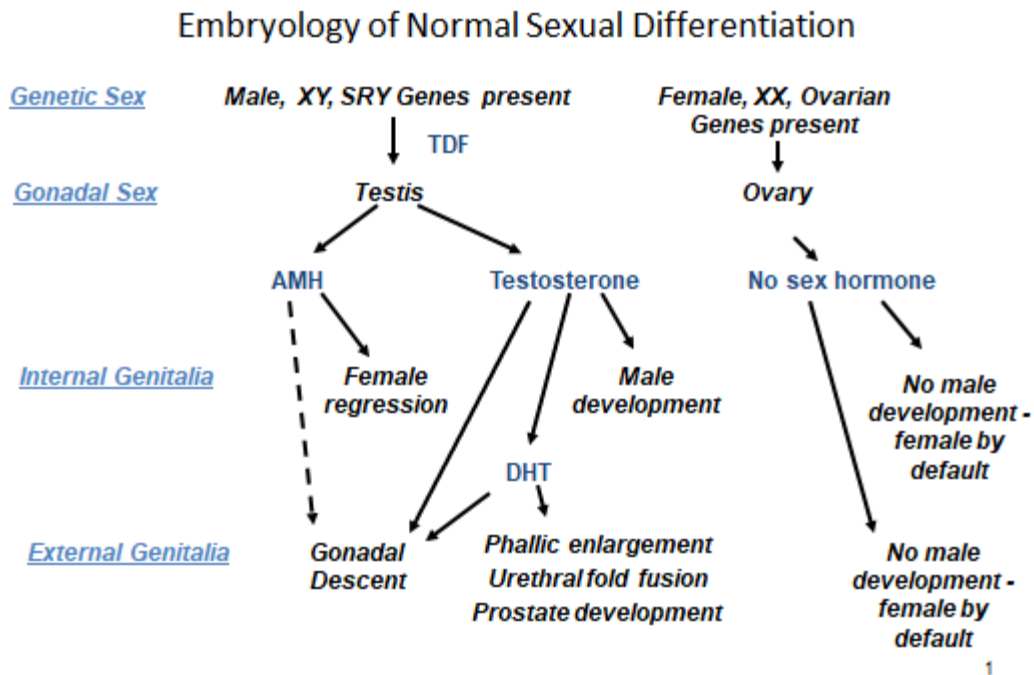 Embryology of Normal Sexual Differentiation
Genetic Sex
Male, XY, SRY Genes present
Female, XX, Ovarian
Genes present
TDF
Gonadal Sex
Testis
Ovary
AMH
Testosterone
No sex hormone
Internal Genitalia
Female
regression
Male
development
No male
development -
female by
default
DHT
External Genitalia
Gonadal
Descent
Phallic enlargement
Urethral fold fusion
Prostate development
No male
development -
female by
default
1